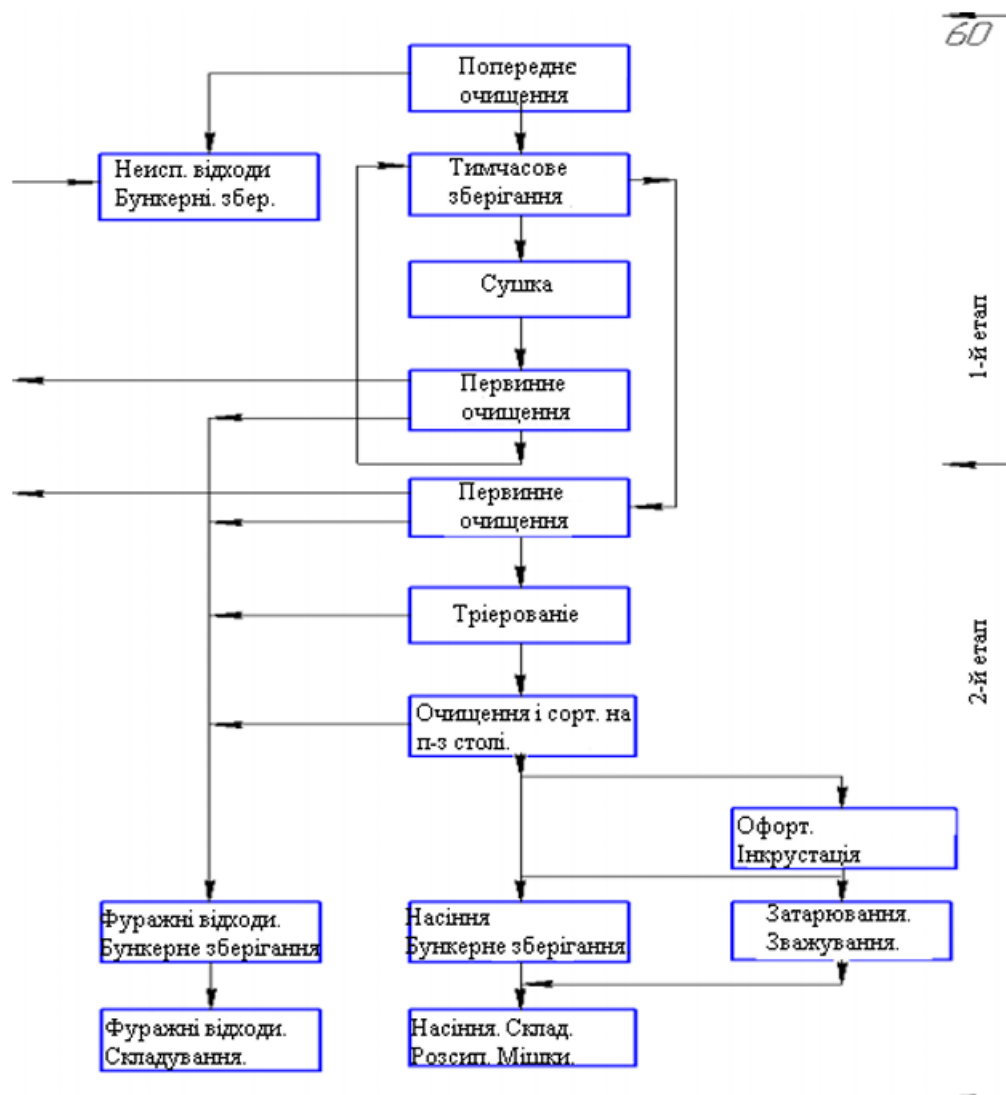 60
Попереднє
очищення
Неисп. відходи
Бункерні. збер.
Тимчасове
зберігання
Сушка
1-й етап
Первинне
очищення
Первинне
очищення
Тріерованіе
2-й етап
Очищення і сорт. на
п-з столі.
Офорт.
Інкрустація
Фуражні відходи.
Бункерне зберігання
Насіння
Бункерне зберігання
Затарювання.
Зважування.
Фуражні відходи.
Складування.
Насіння. Склад.
Розсип. Мішки.